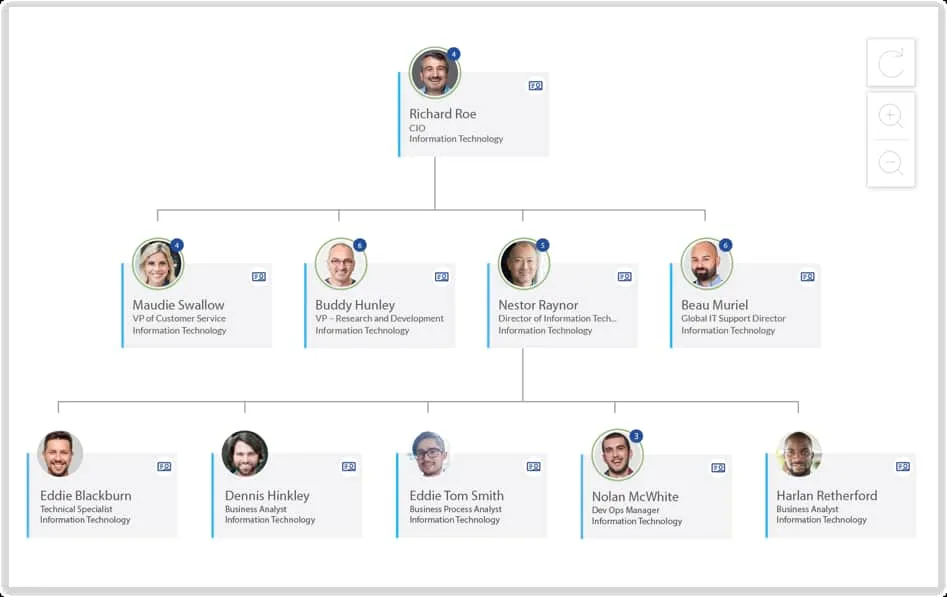 4
Richard Roe
CIO
Information Technology
4
Maudie Swallow
VP of Customer Service
Information Technology
6
Buddy Hunley
VP – Research and Development
Information Technology
5
Nestor Raynor
Director of Information Tech...
Information Technology
6
Beau Muriel
Global IT Support Director
Information Technology
Eddie Blackburn
Technical Specialist
Information Technology
Dennis Hinkley
Business Analyst
Information Technology
Eddie Tom Smith
Business Process Analyst
Information Technology
3
Nolan McWhite
Dev Ops Manager
Information Technology
Harlan Retherford
Business Analyst
Information Technology